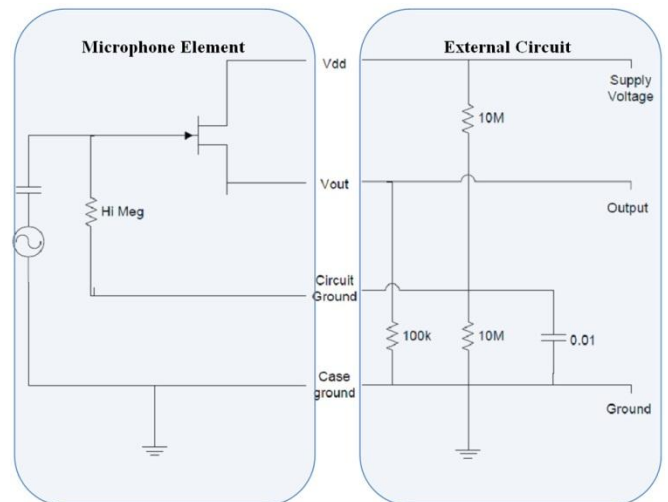 Microphone Element
External Circuit
Vdd
Supply
Voltage
10M
Vout
Output
Hi Meg
Circuit
Ground
100k
10M
0.01
Case
ground
Ground